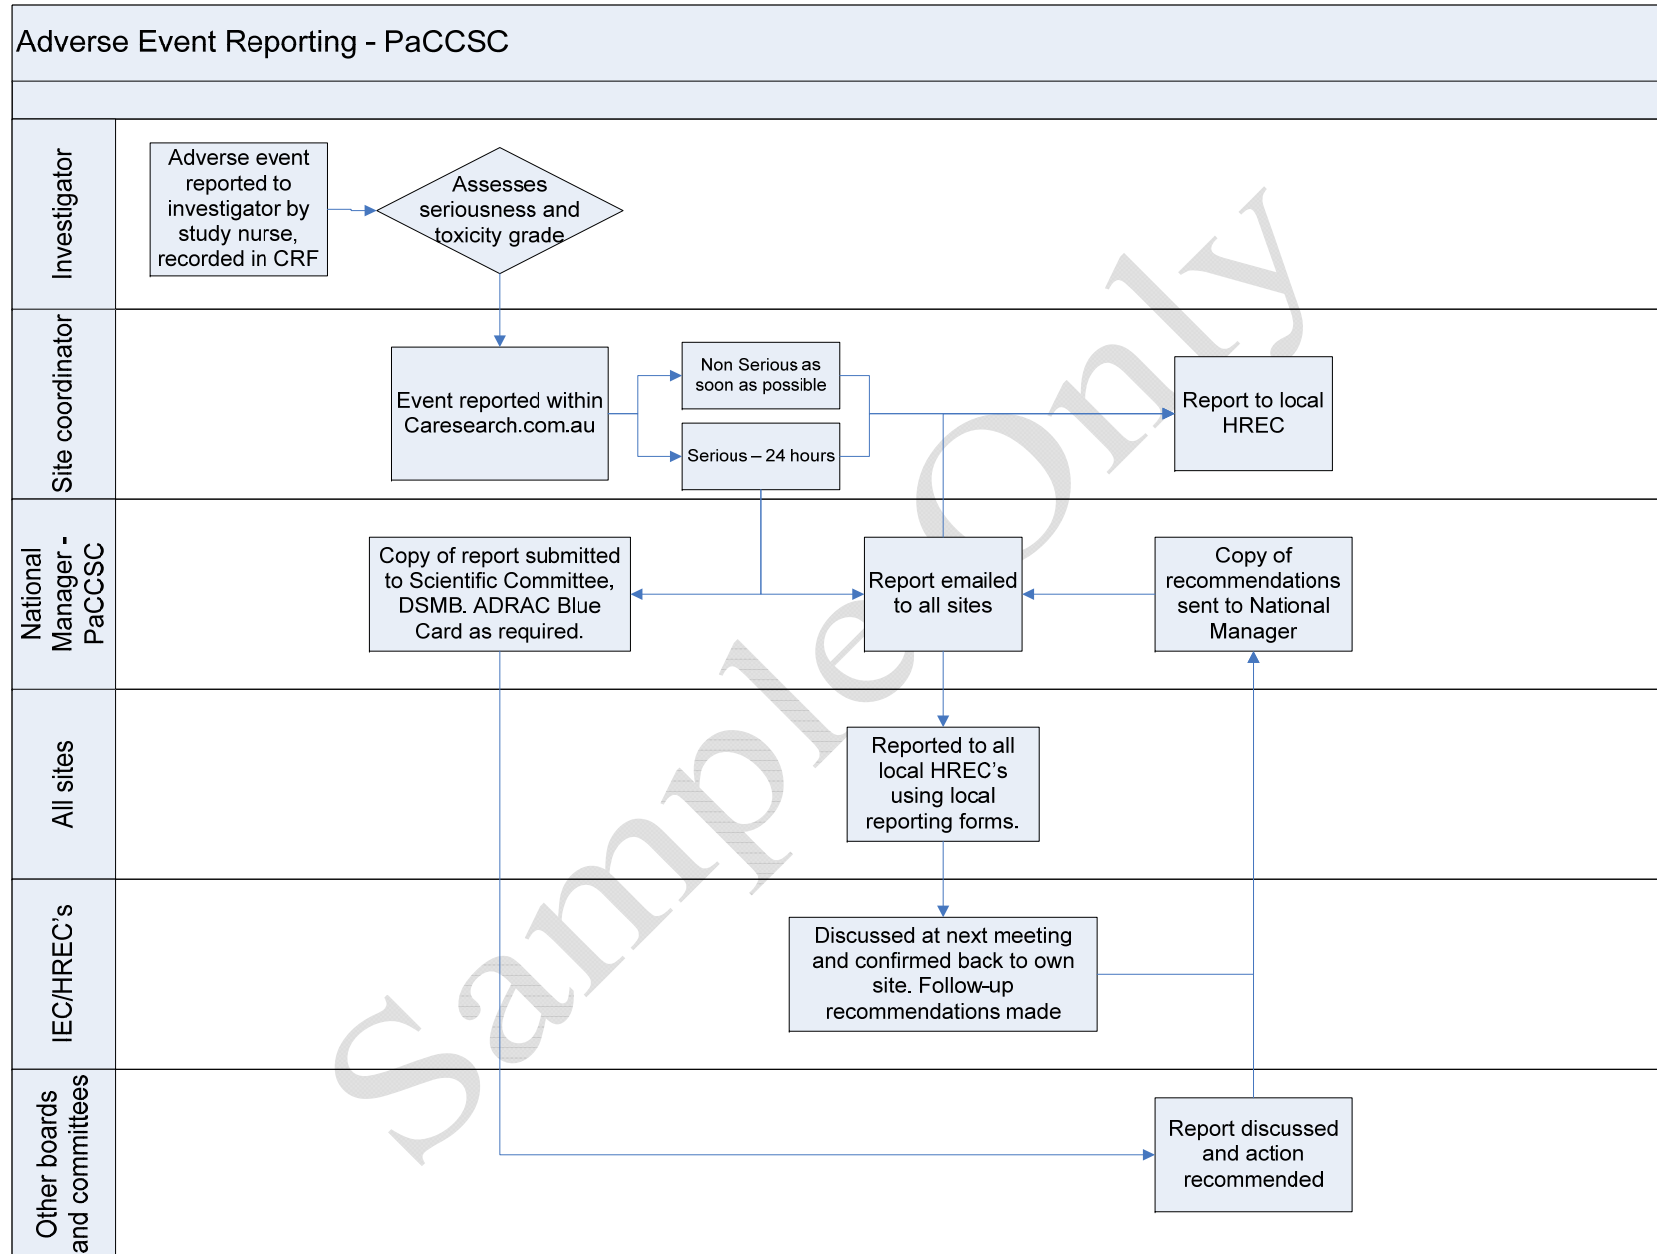 Adverse Event Reporting - PaCCSC
Investigator
Adverse event
reported to
investigator by
study nurse,
recorded in CRF
Assesses
seriousness and
toxicity grade
Site coordinator
Event reported within
Caresearch.com.au
Non Serious as
soon as possible
Serious – 24 hours
Report to local
HREC
National
Manager -
PaCCSC
Copy of report submitted
to Scientific Committee,
DSMB. ADRAC Blue
Card as required.
Report emailed
to all sites
Copy of
recommendations
sent to National
Manager
All sites
Reported to all
local HREC's
using local
reporting forms.
IEC/HREC's
Discussed at next meeting
and confirmed back to own
site. Follow-up
recommendations made
Other boards
and committees
Report discussed
and action
recommended
Sample Only